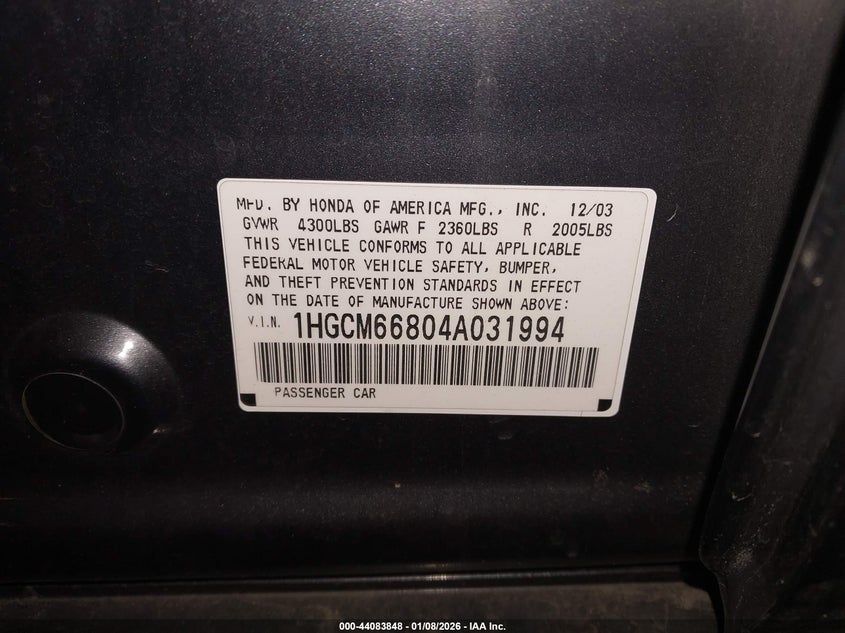 MFD. BY HONDA OF AMERICA MFG., INC. 12/03
GVWR 4300LBS GAWR F 2360LBS R 2005LBS
THIS VEHICLE CONFORMS TO ALL APPLICABLE
FEDERAL MOTOR VEHICLE SAFETY, BUMPER,
AND THEFT PREVENTION STANDARDS IN EFFECT
ON THE DATE OF MANUFACTURE SHOWN ABOVE:
V.I.N. 1HGCM66804A031994
PASSENGER CAR
000-44083848 - 01/08/2026 - IAA Inc.